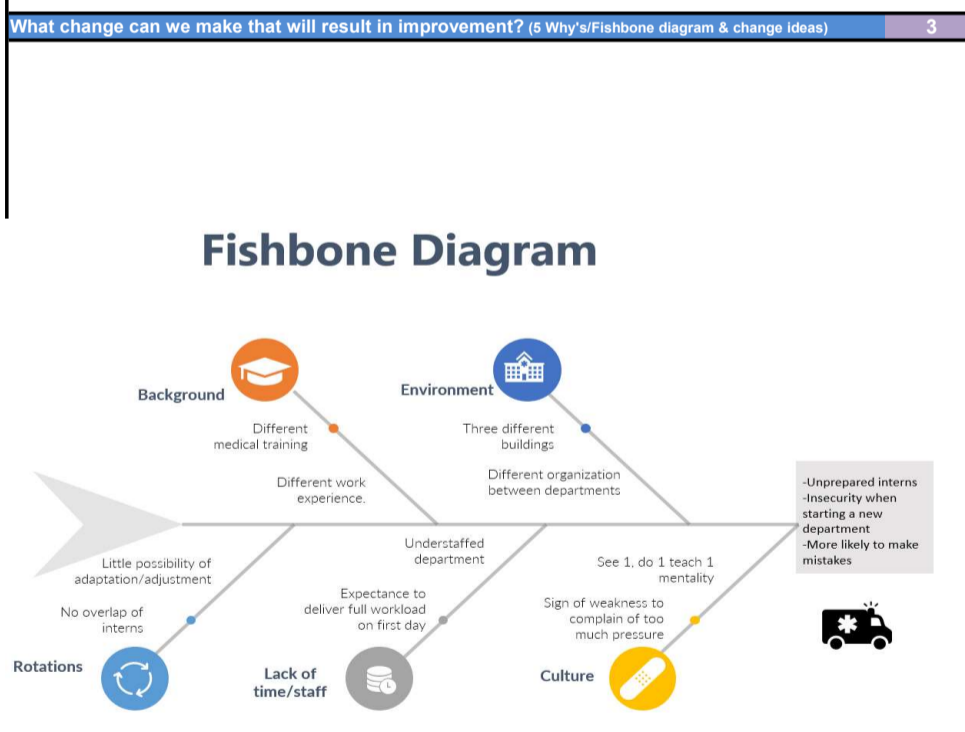 What change can we make that will result in improvement? (5 Why's/Fishbone diagram & change ideas) 3
Fishbone Diagram
Background
Different
medical training
Different work
experience.
Environment
Three different
buildings
Different organization
between departments
-Unprepared interns
-Insecurity when
starting a new
department
-More likely to make
mistakes
Little possibility of
adaptation/adjustment
No overlap of
interns
Rotations
Understaffed
department
Expectance to
deliver full workload
on first day
Lack of
time/staff
See 1, do 1 teach 1
mentality
Sign of weakness to
complain of too
much pressure
Culture